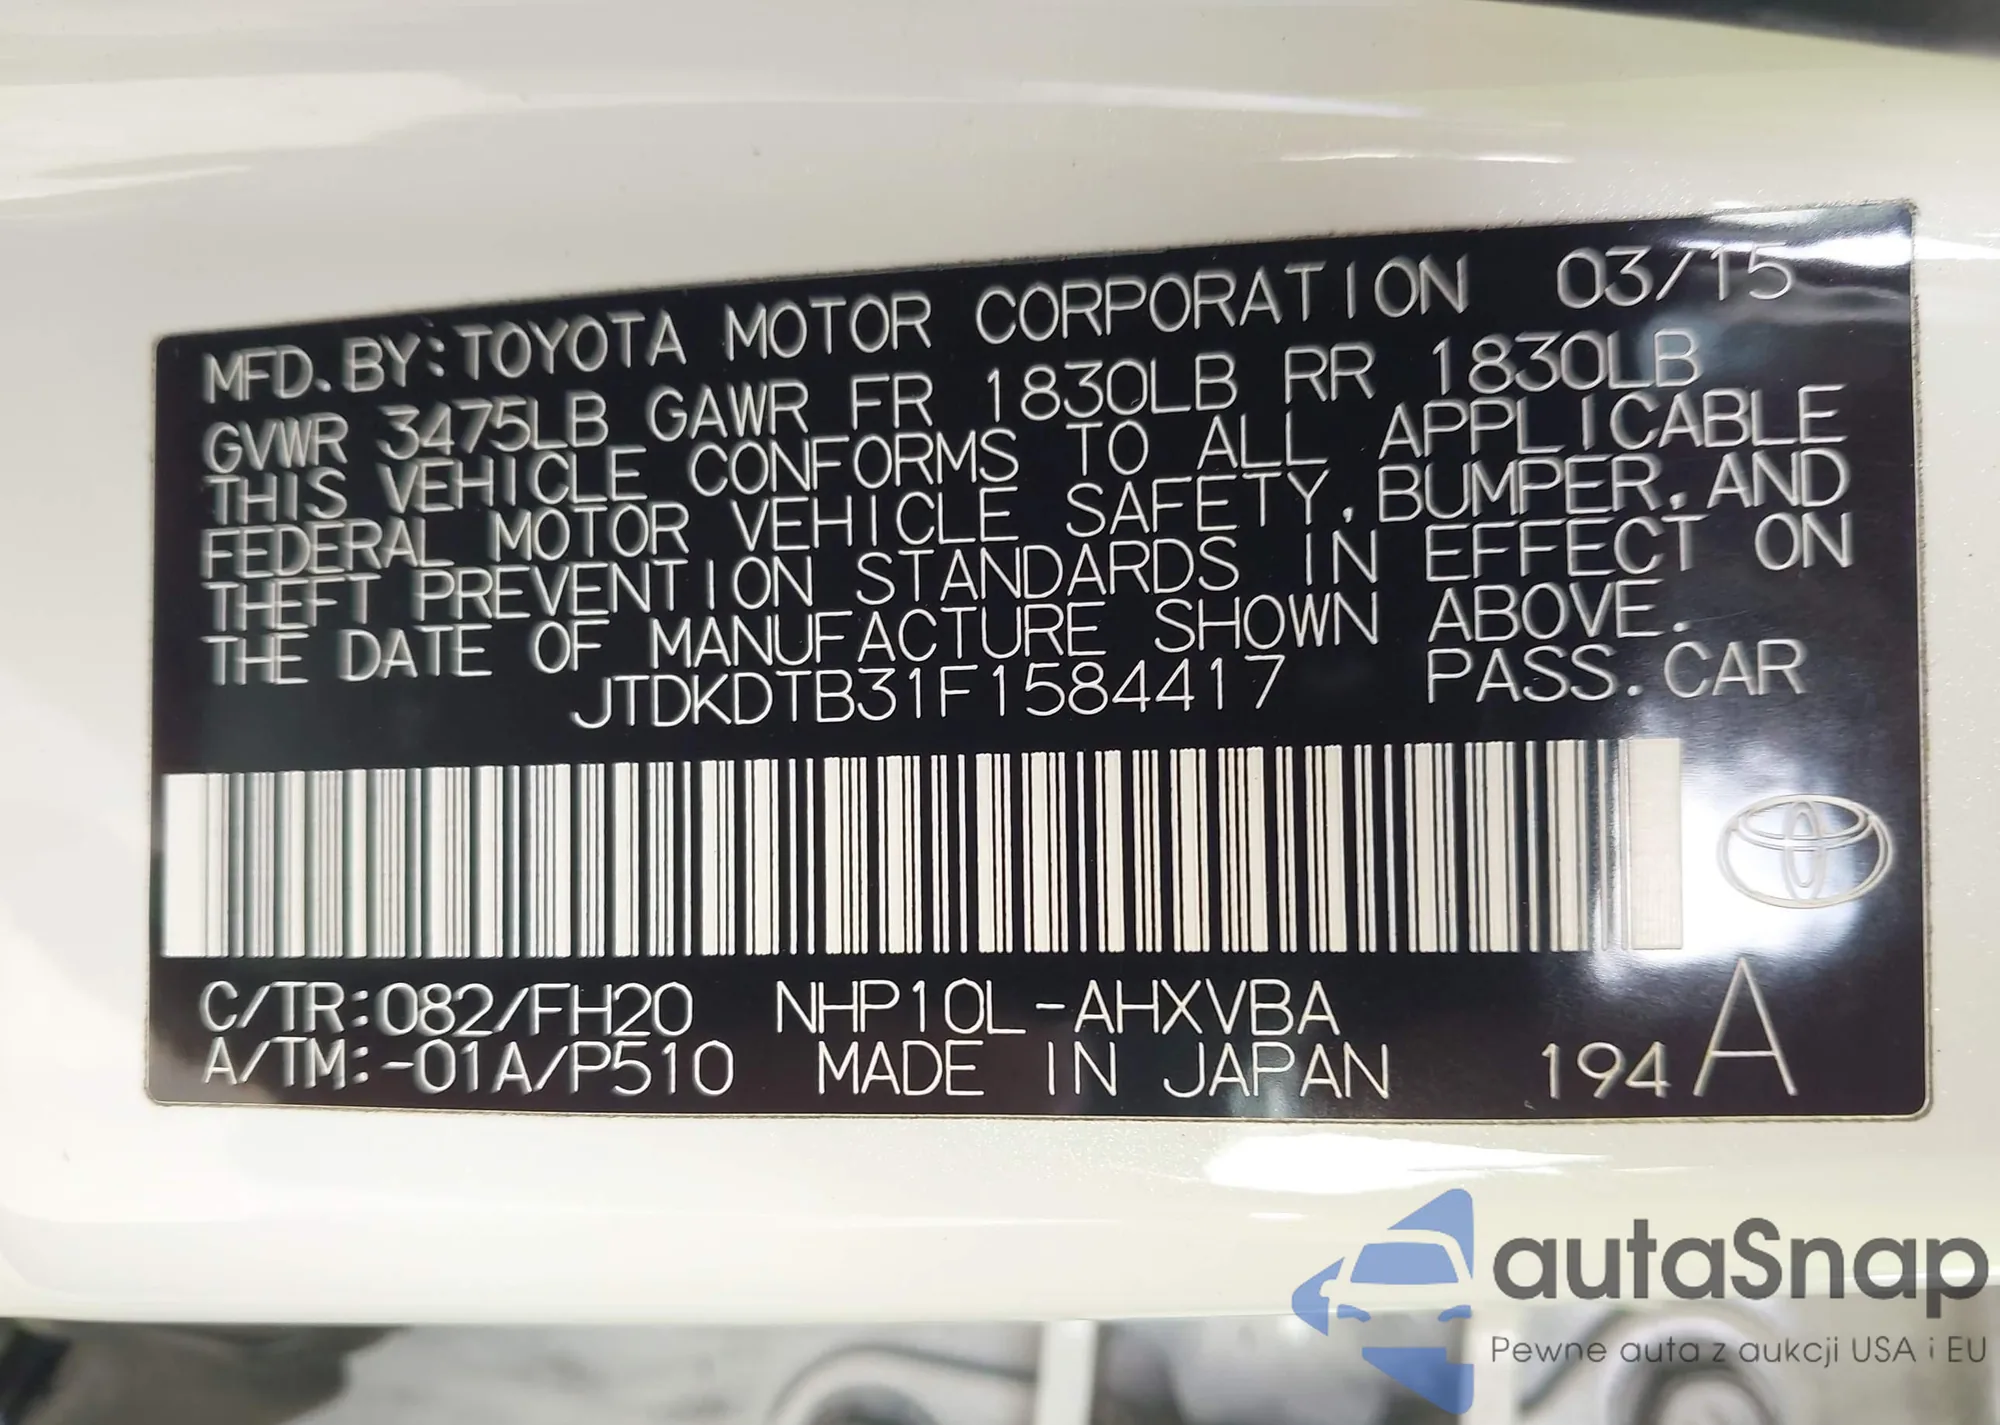 MFD.BY:TOYOTA MOTOR CORPORATION 03/15
GVWR 3475LB GAWR FR 1830LB RR 1830LB
THIS VEHICLE CONFORMS TO ALL APPLICABLE
FEDERAL MOTOR VEHICLE SAFETY, BUMPER, AND
THEFT PREVENTION STANDARDS IN EFFECT ON
THE DATE OF MANUFACTURE SHOWN ABOVE.
JTDKDTB31F1584417 PASS.CAR
C/TR:082/FH20 NHP10L-AHXVBA
A/TM:-01A/P510 MADE IN JAPAN 194 A
autaSnap
Pewne auta z aukcji USA i EU